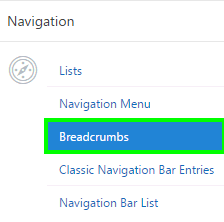 Navigation
Lists
Navigation Menu
Breadcrumbs
Classic Navigation Bar Entries
Navigation Bar List